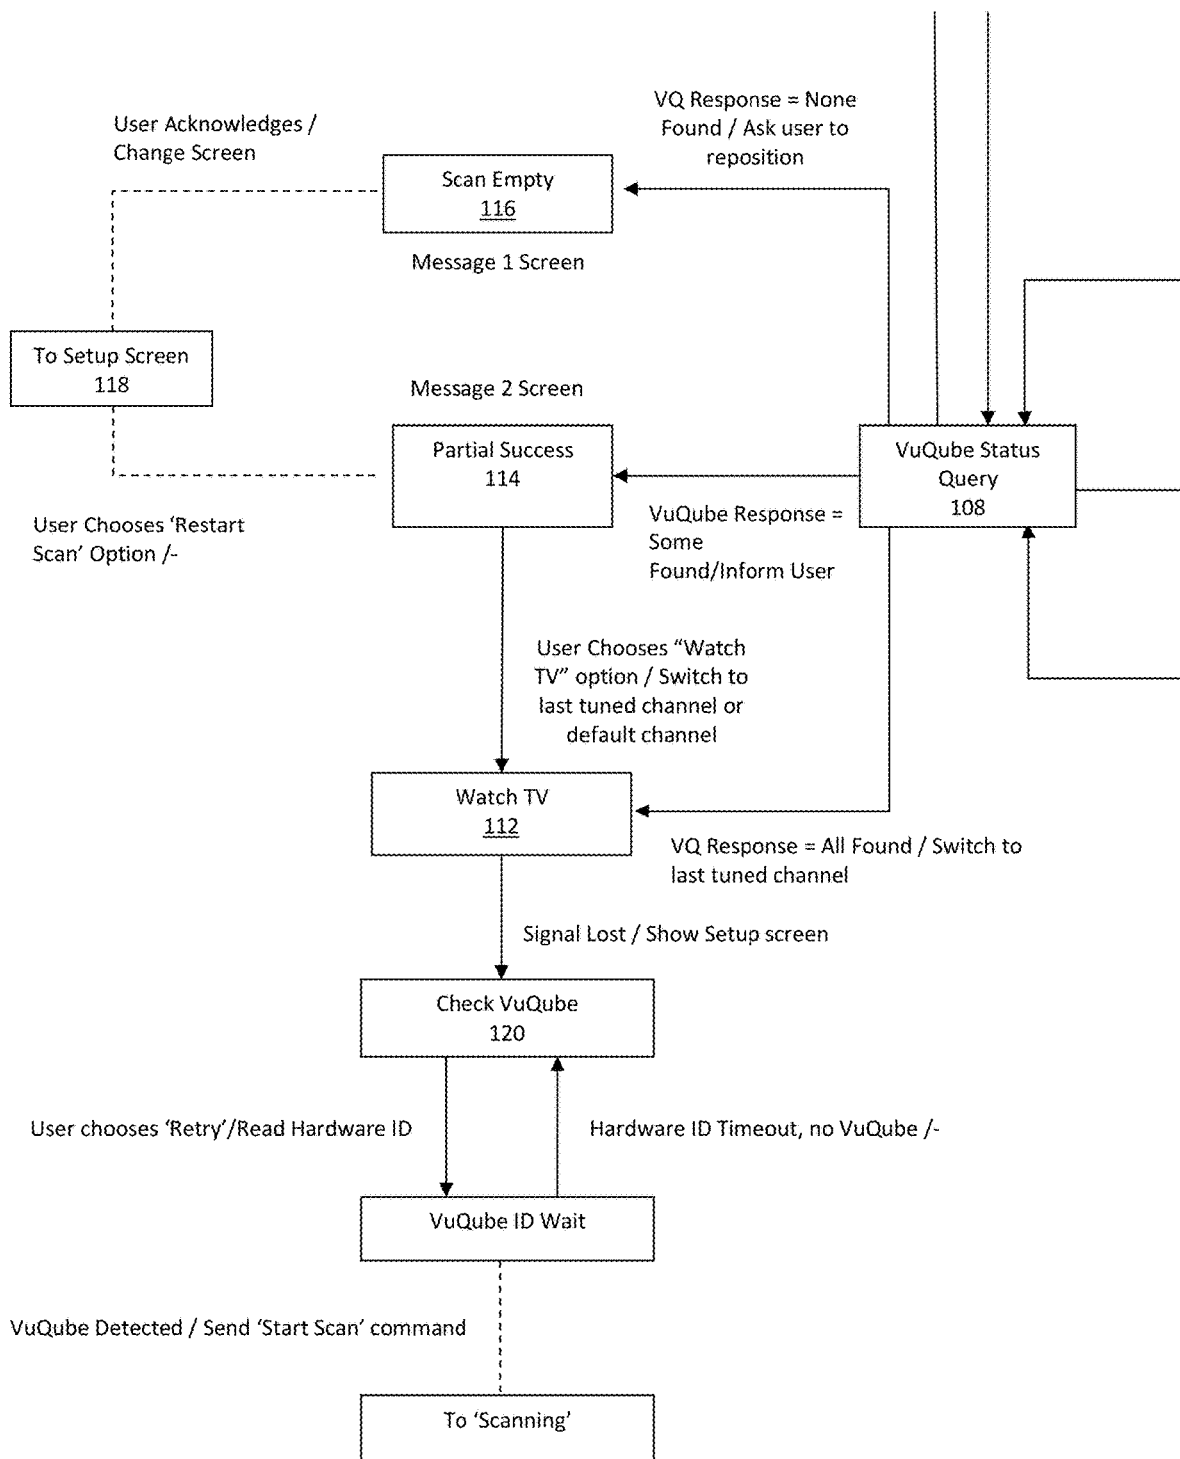 VQ Response = None
Found / Ask user to
reposition
User Acknowledges /
Change Screen
Scan Empty
116
Message 1 Screen
To Setup Screen
118
Message 2 Screen
Partial Success
114
VuQube Status
Query
108
User Chooses ‘Restart
Scan’ Option /-
VuQube Response =
Some
Found/Inform User
User Chooses “Watch
TV” option / Switch to
last tuned channel or
default channel
Watch TV
112
VQ Response = All Found / Switch to
last tuned channel
Signal Lost / Show Setup screen
Check VuQube
120
User chooses ‘Retry’/Read Hardware ID
Hardware ID Timeout, no VuQube /-
VuQube ID Wait
VuQube Detected / Send ‘Start Scan’ command
To ‘Scanning’